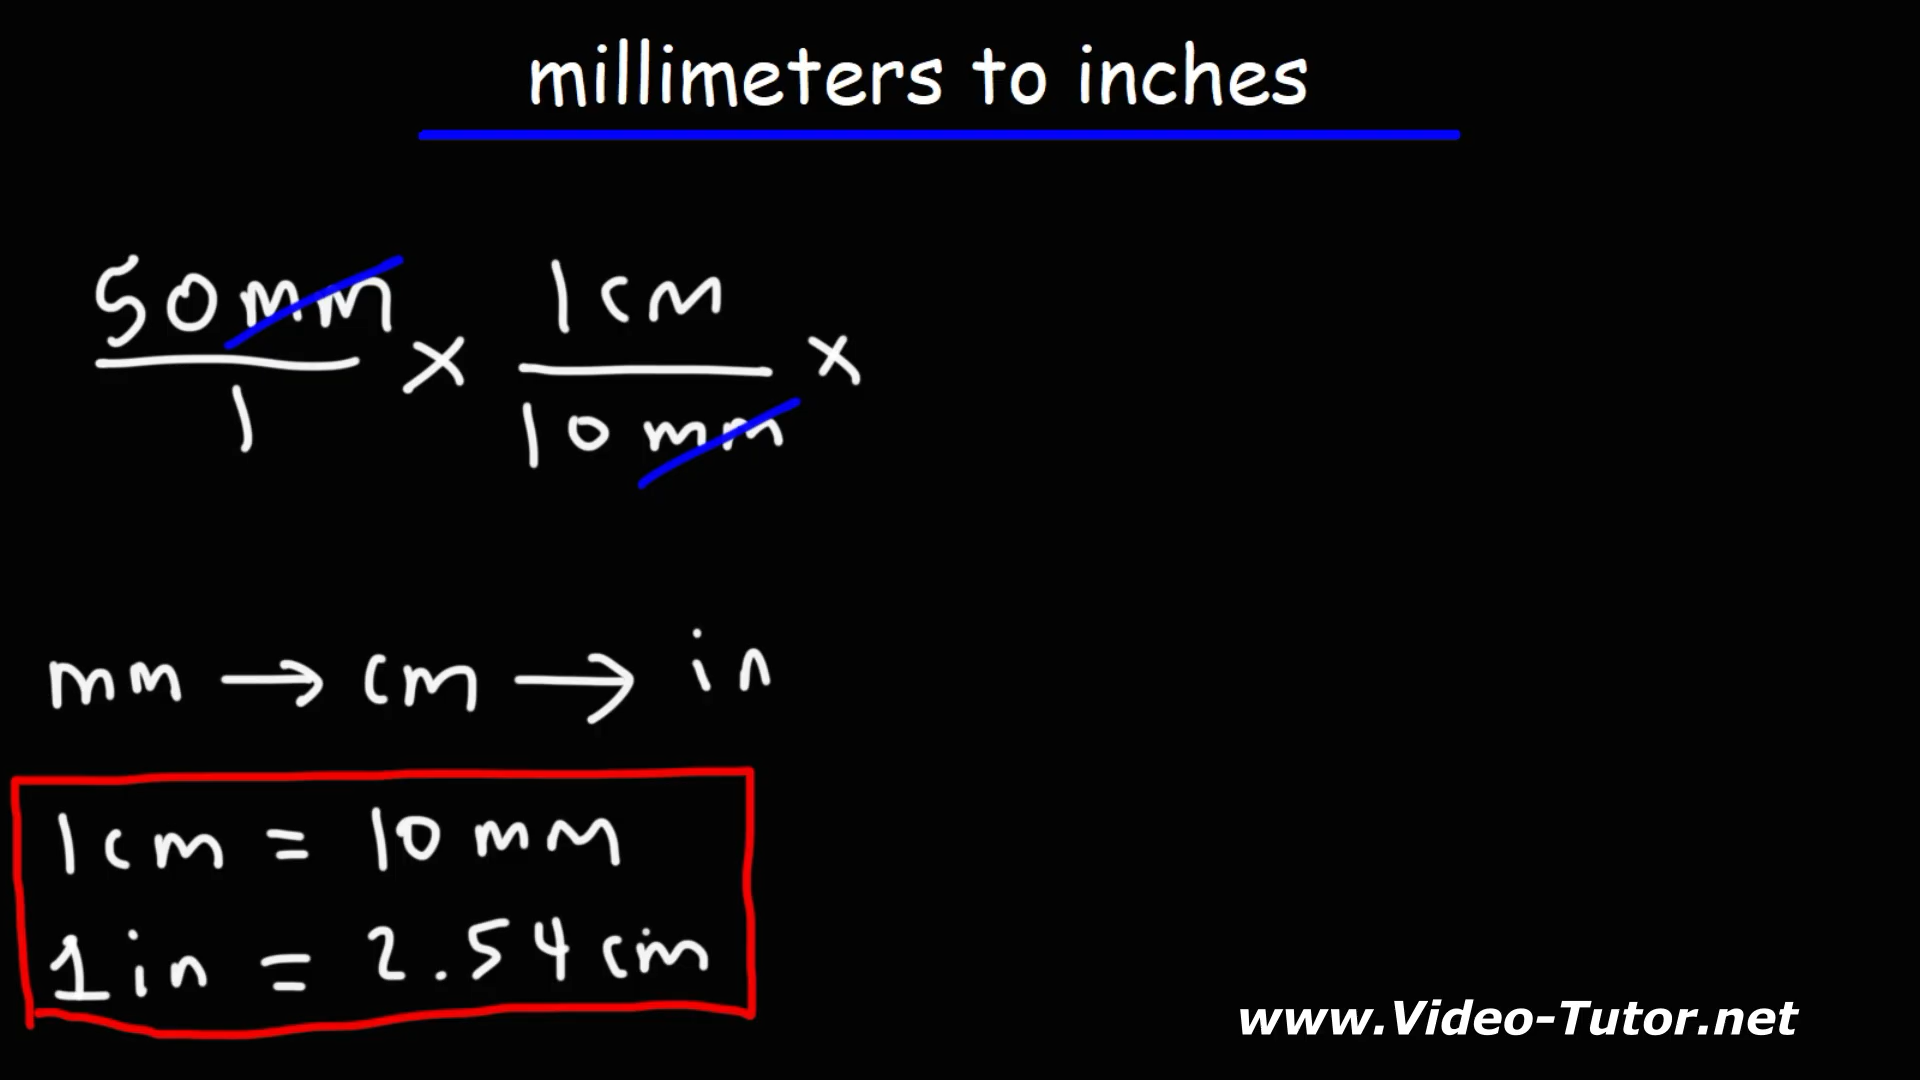 millimeters to inches
50mm/1 x 1cm/10mm x
mm → cm → in
1cm = 10mm
1in = 2.54cm
www.Video-Tutor.net